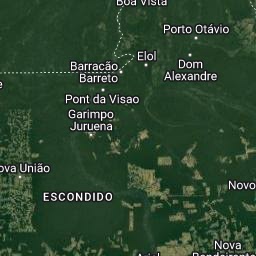 Boa Vista
Porto Otávio
Elol
Barracão
Barreto
Dom
Alexandre
Pont da Visao
Garimpo
Juruena
ova União
Novo
ESCONDIDO
Nova